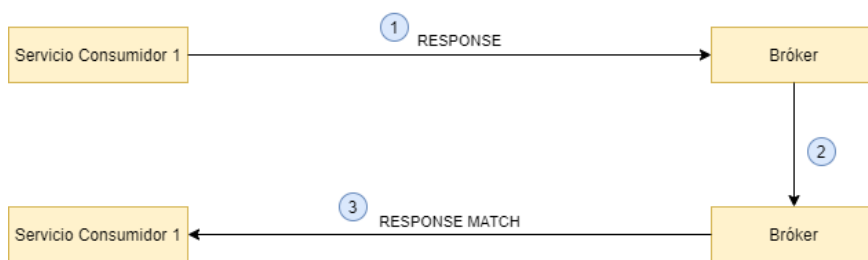 1
RESPONSE
Servicio Consumidor 1
Bróker
2
3
RESPONSE MATCH
Servicio Consumidor 1
Bróker